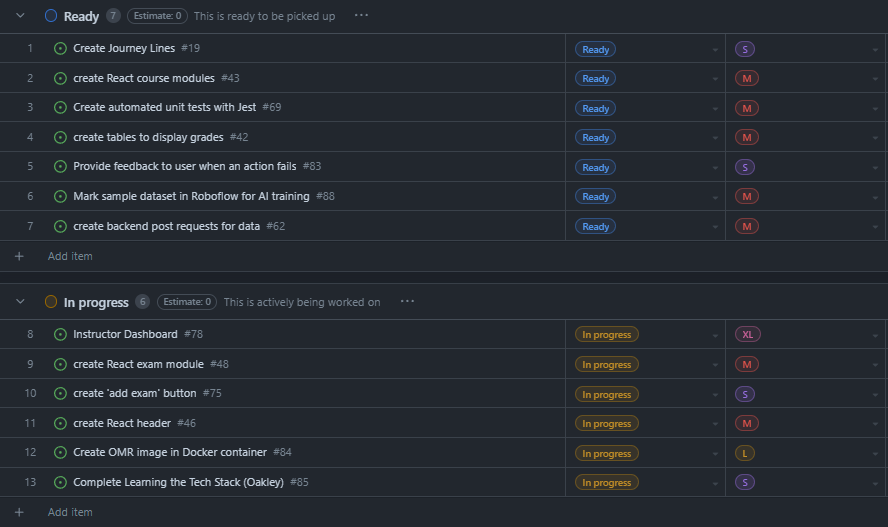 Ready 7 Estimate: 0 This is ready to be picked up ...
1 Create Journey Lines #19 Ready S
2 create React course modules #43 Ready M
3 Create automated unit tests with Jest #69 Ready M
4 create tables to display grades #42 Ready M
5 Provide feedback to user when an action fails #83 Ready S
6 Mark sample dataset in Roboflow for AI training #88 Ready M
7 create backend post requests for data #62 Ready M
+ Add item
In progress 6 Estimate: 0 This is actively being worked on ...
8 Instructor Dashboard #78 In progress XL
9 create React exam module #48 In progress M
10 create 'add exam' button #75 In progress S
11 create React header #46 In progress M
12 Create OMR image in Docker container #84 In progress L
13 Complete Learning the Tech Stack (Oakley) #85 In progress S
+ Add item